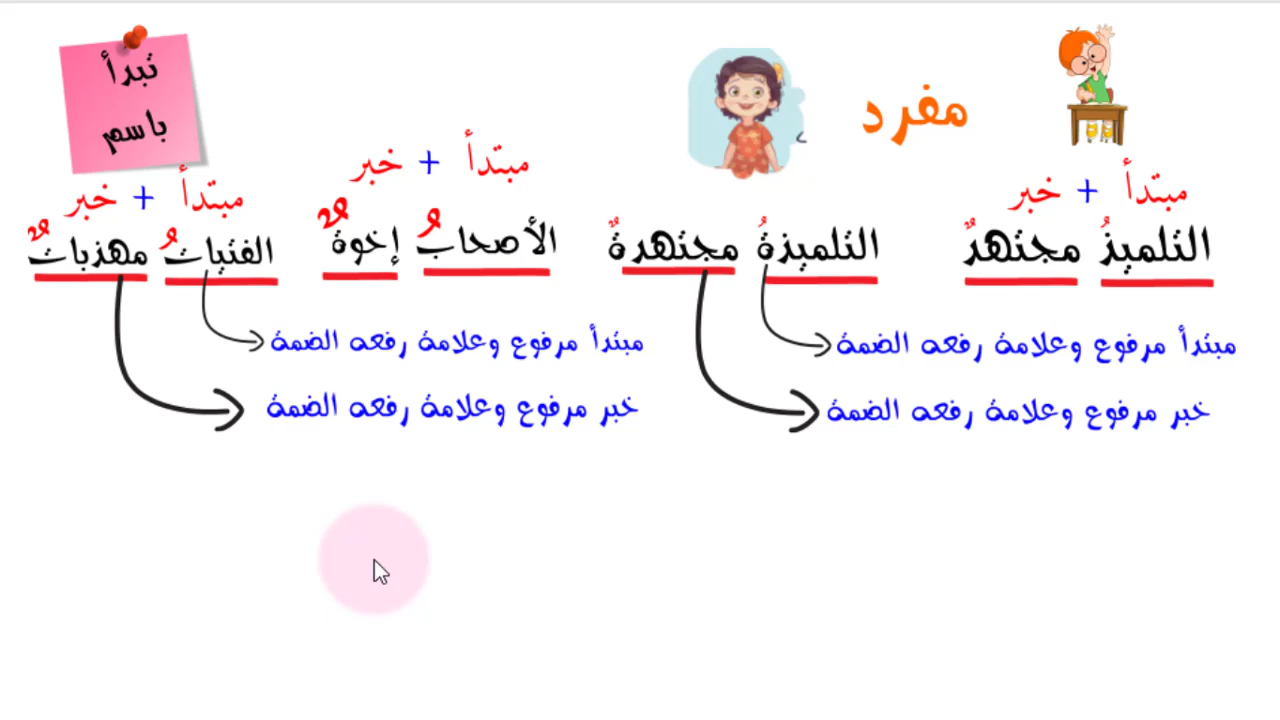 تبدأ
باسم
مفرد
مبتدأ + خبر
التلميذُ مجتهدٌ
التلميذةُ مجتهدةٌ
مبتدأ مرفوع وعلامة رفعه الضمة
خبر مرفوع وعلامة رفعه الضمة
مبتدأ + خبر
الأصحابُ إخوةٌ
مبتدأ + خبر
الفتياتُ مهذباتٌ
مبتدأ مرفوع وعلامة رفعه الضمة
خبر مرفوع وعلامة رفعه الضمة